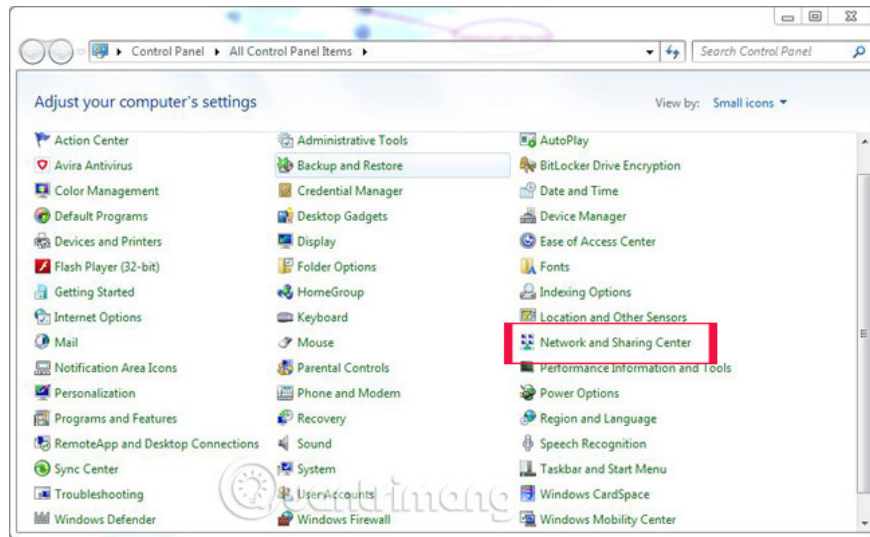 Control Panel All Control Panel Items Search Control Panel
Adjust your computer's settings View by: Small icons
Action Center Administrative Tools AutoPlay
Avira Antivirus Backup and Restore BitLocker Drive Encryption
Color Management Credential Manager Date and Time
Default Programs Desktop Gadgets Device Manager
Devices and Printers Display Ease of Access Center
Flash Player (32-bit) Folder Options Fonts
Getting Started HomeGroup Indexing Options
Internet Options Keyboard Location and Other Sensors
Mail Mouse Network and Sharing Center
Notification Area Icons Parental Controls Performance Information and Tools
Personalization Phone and Modem Power Options
Programs and Features Recovery Region and Language
RemoteApp and Desktop Connections Sound Speech Recognition
Sync Center System Taskbar and Start Menu
Troubleshooting User Accounts Windows CardSpace
Windows Defender Windows Firewall Windows Mobility Center
uantrimang